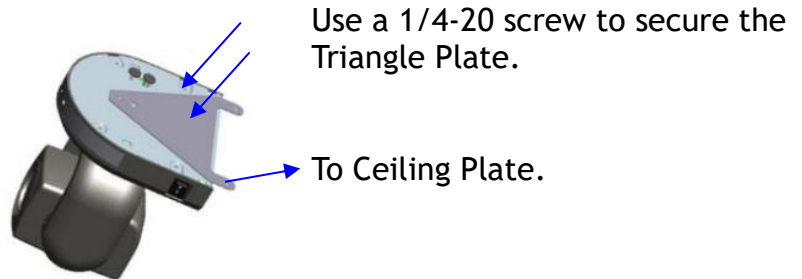 Use a 1/4-20 screw to secure the
Triangle Plate.
To Ceiling Plate.